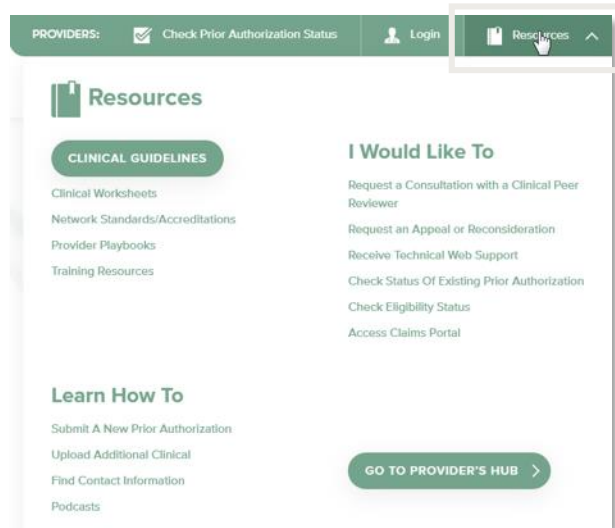 PROVIDERS:
Check Prior Authorization Status
Login
Resources
Resources
CLINICAL GUIDELINES
Clinical Worksheets
Network Standards/Accreditations
Provider Playbooks
Training Resources
I Would Like To
Request a Consultation with a Clinical Peer
Reviewer
Request an Appeal or Reconsideration
Receive Technical Web Support
Check Status Of Existing Prior Authorization
Check Eligibility Status
Access Claims Portal
Learn How To
Submit A New Prior Authorization
Upload Additional Clinical
Find Contact Information
Podcasts
GO TO PROVIDER'S HUB